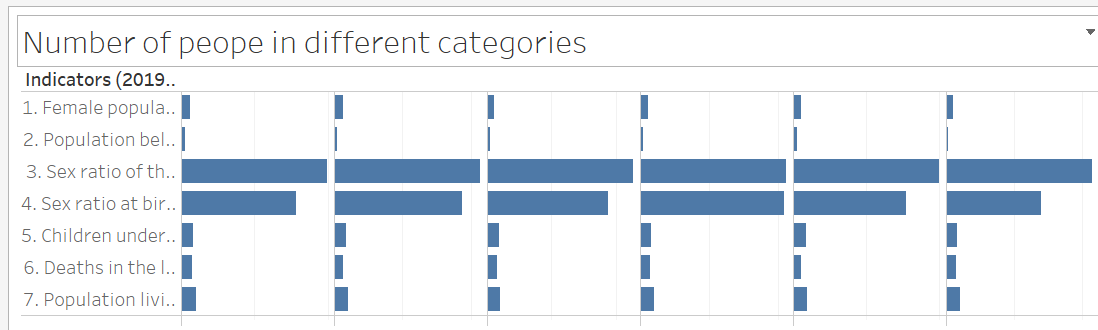 Number of peope in different categories
Indicators (2019..
1. Female popula..
2. Population bel..
3. Sex ratio of th..
4. Sex ratio at bir..
5. Children under..
6. Deaths in the l..
7. Population livi..